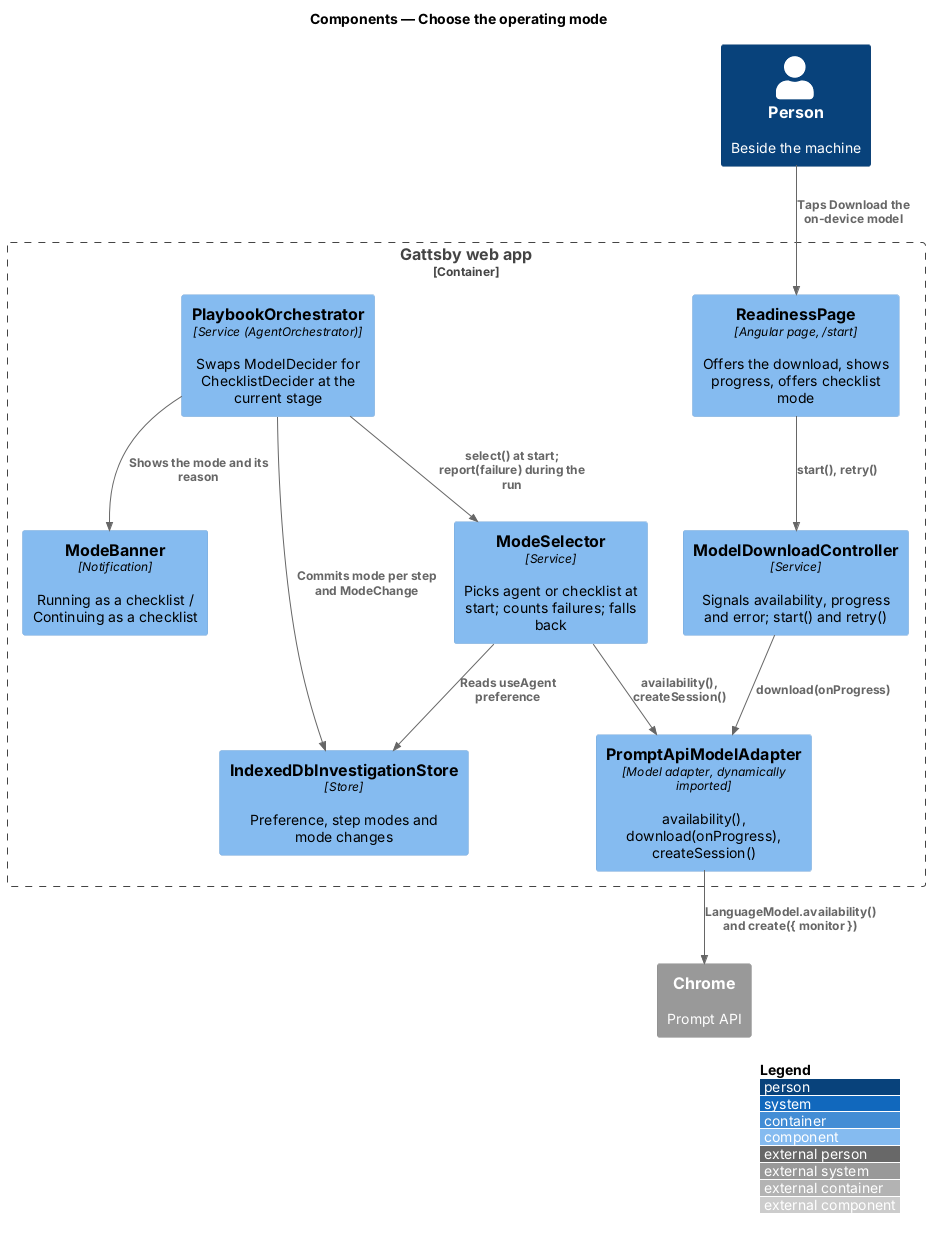 Components — Choose the operating mode
Person
Beside the machine
Taps Download the
on-device model
Gattsby web app
[Container]
PlaybookOrchestrator
[Service (AgentOrchestrator)]
Swaps ModelDecider for
ChecklistDecider at the
current stage
ReadinessPage
[Angular page, /start]
Offers the download, shows
progress, offers checklist
mode
Shows the mode and its
reason
select() at start;
report(failure) during the
run
start(), retry()
ModeBanner
[Notification]
Running as a checklist /
Continuing as a checklist
Commits mode per step
and ModeChange
ModeSelector
[Service]
Picks agent or checklist at
start; counts failures; falls
back
ModelDownloadController
[Service]
Signals availability, progress
and error; start() and retry()
Reads useAgent
preference
availability(),
createSession()
download(onProgress)
IndexedDbInvestigationStore
[Store]
Preference, step modes and
mode changes
PromptApiModelAdapter
[Model adapter, dynamically
imported]
availability(),
download(onProgress),
createSession()
LanguageModel.availability()
and create({ monitor })
Chrome
Prompt API
Legend
person
system
container
component
external person
external system
external container
external component